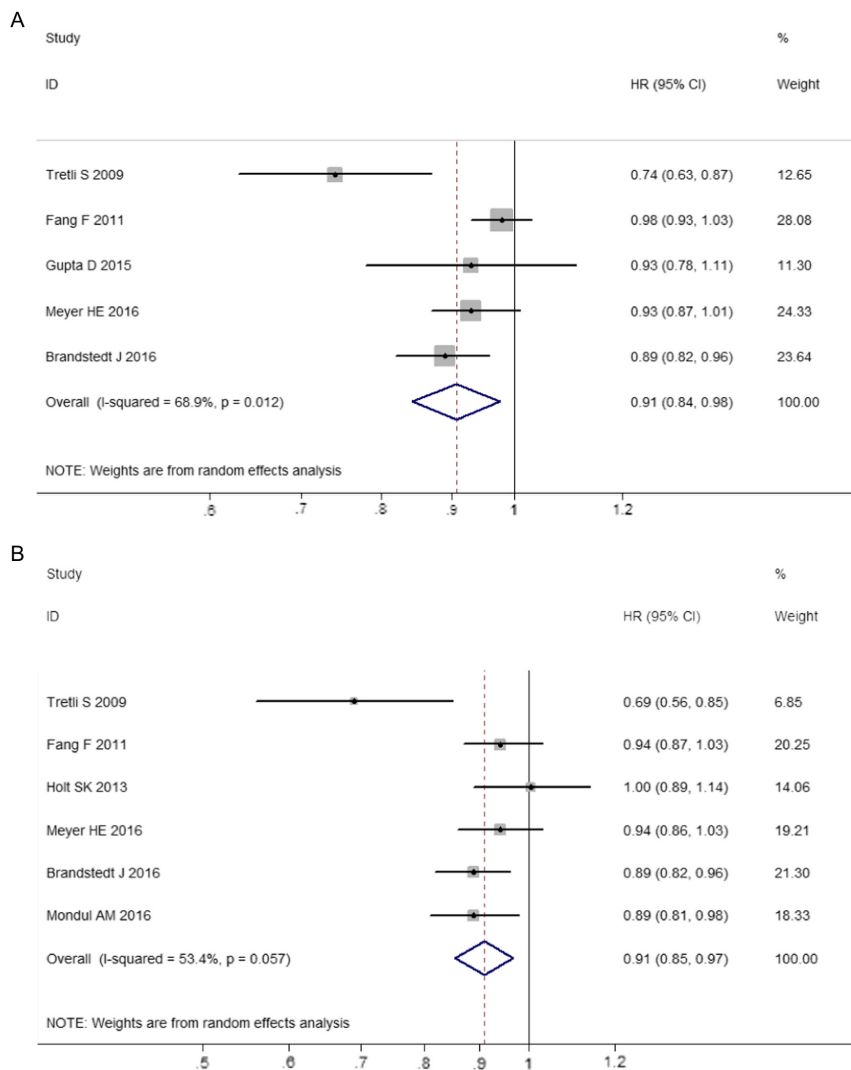 A
Study %
ID HR (95% CI) Weight
Tretli S 2009 0.74 (0.63, 0.87) 12.65
Fang F 2011 0.98 (0.93, 1.03) 28.08
Gupta D 2015 0.93 (0.78, 1.11) 11.30
Meyer HE 2016 0.93 (0.87, 1.01) 24.33
Brandstedt J 2016 0.89 (0.82, 0.96) 23.64
Overall (I-squared = 68.9%, p = 0.012) 0.91 (0.84, 0.98) 100.00
NOTE: Weights are from random effects analysis
.6 .7 .8 .9 1 1.2
B
Study %
ID HR (95% CI) Weight
Tretli S 2009 0.69 (0.56, 0.85) 6.85
Fang F 2011 0.94 (0.87, 1.03) 20.25
Holt SK 2013 1.00 (0.89, 1.14) 14.06
Meyer HE 2016 0.94 (0.86, 1.03) 19.21
Brandstedt J 2016 0.89 (0.82, 0.96) 21.30
Mondul AM 2016 0.89 (0.81, 0.98) 18.33
Overall (I-squared = 53.4%, p = 0.057) 0.91 (0.85, 0.97) 100.00
NOTE: Weights are from random effects analysis
.5 .6 .7 .8 .9 1 1.2